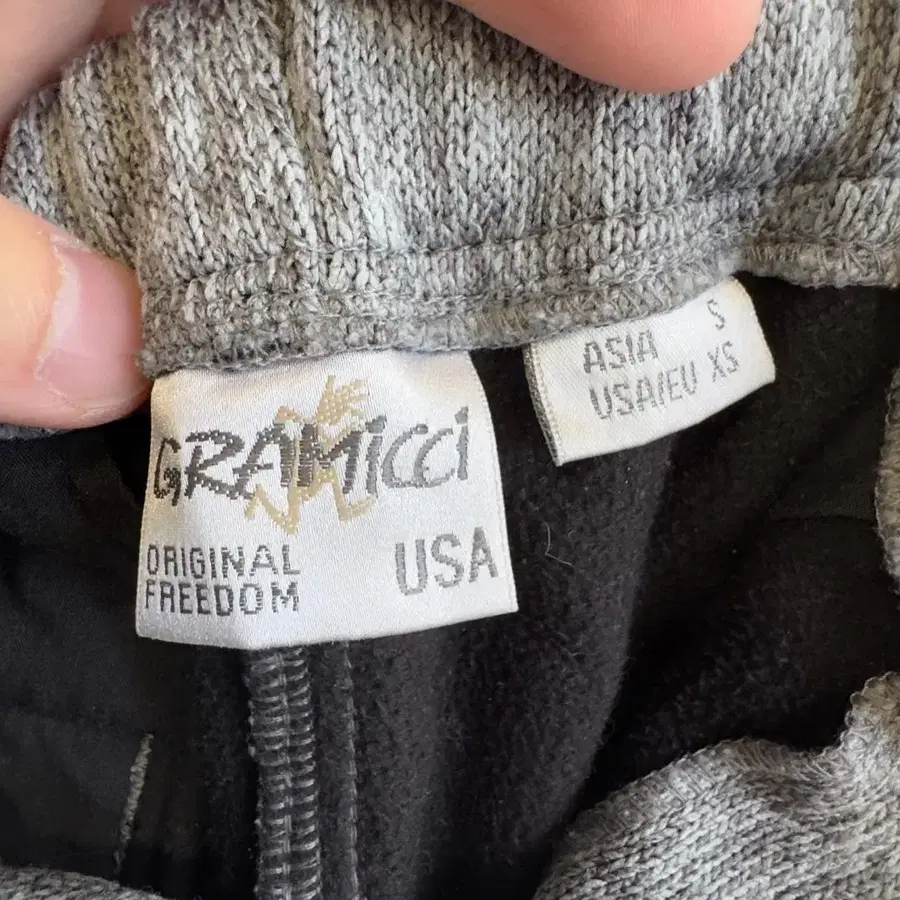 GRAMicci
ORIGINAL
FREEDOM
USA
ASIA S
USA/EU XS